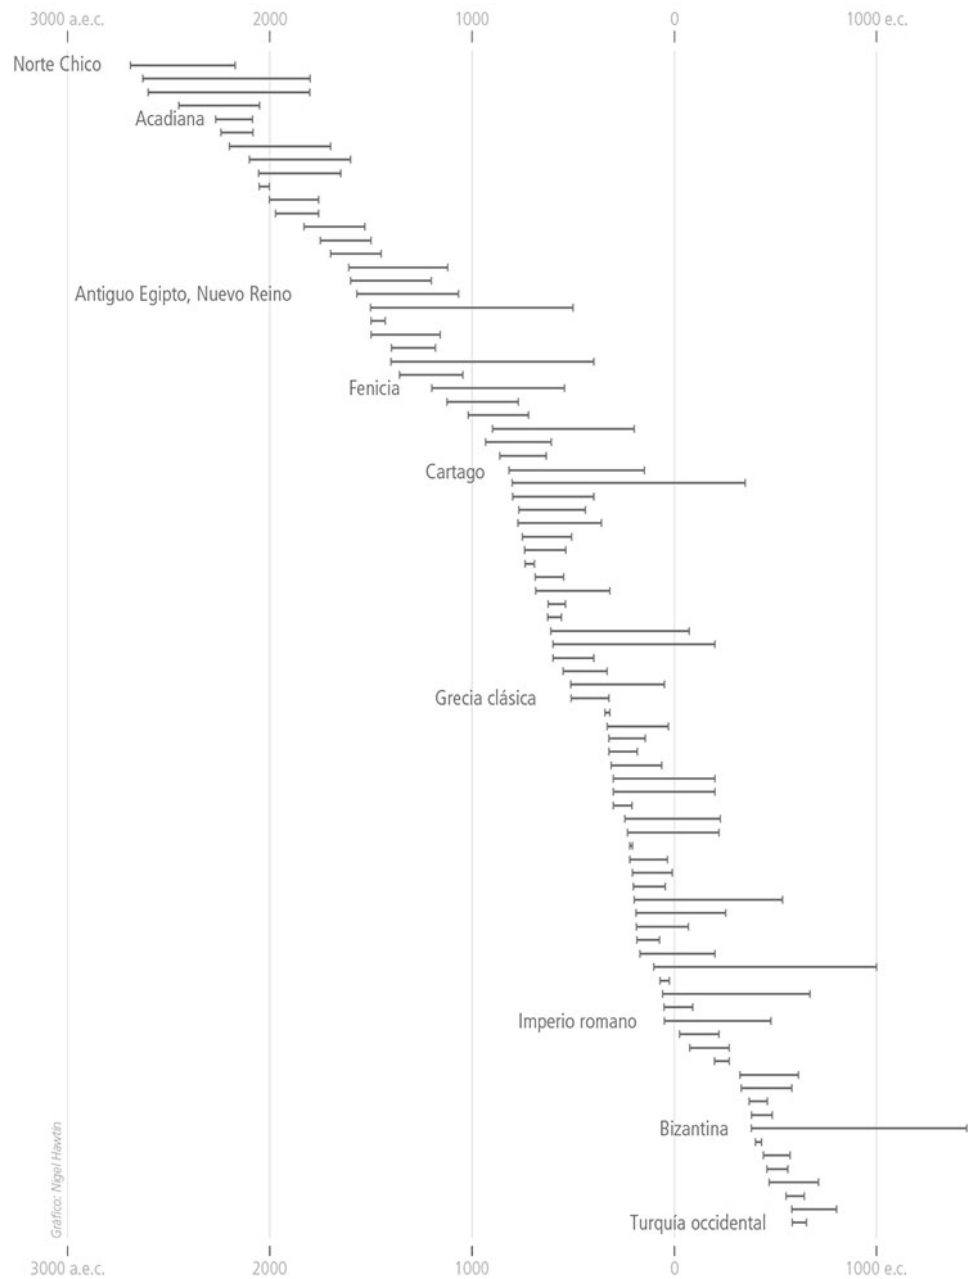 3000 a.e.c. 2000 1000 0 1000 e.c.
Norte Chico
Acadiana
Antiguo Egipto, Nuevo Reino
Fenicia
Cartago
Grecia clásica
Imperio romano
Bizantina
Turquía occidental
Gráfico: Nigel Hawtin
3000 a.e.c. 2000 1000 0 1000 e.c.